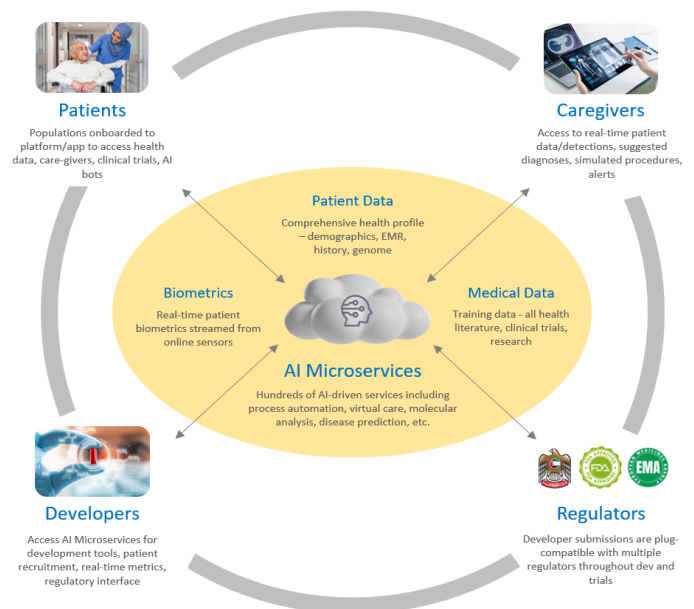 Patients
Populations onboarded to
platform/app to access health
data, care-givers, clinical trials, AI
bots
Caregivers
Access to real-time patient
data/detections, suggested
diagnoses, simulated procedures,
alerts
Patient Data
Comprehensive health profile
– demographics, EMR,
history, genome
Biometrics
Real-time patient
biometrics streamed from
online sensors
Medical Data
Training data - all health
literature, clinical trials,
research
AI Microservices
Hundreds of AI-driven services including
process automation, virtual care, molecular
analysis, disease prediction, etc.
Developers
Access AI Microservices for
development tools, patient
recruitment, real-time metrics,
regulatory interface
FDA
EMA
Regulators
Developer submissions are plug-
compatible with multiple
regulators throughout dev and
trials